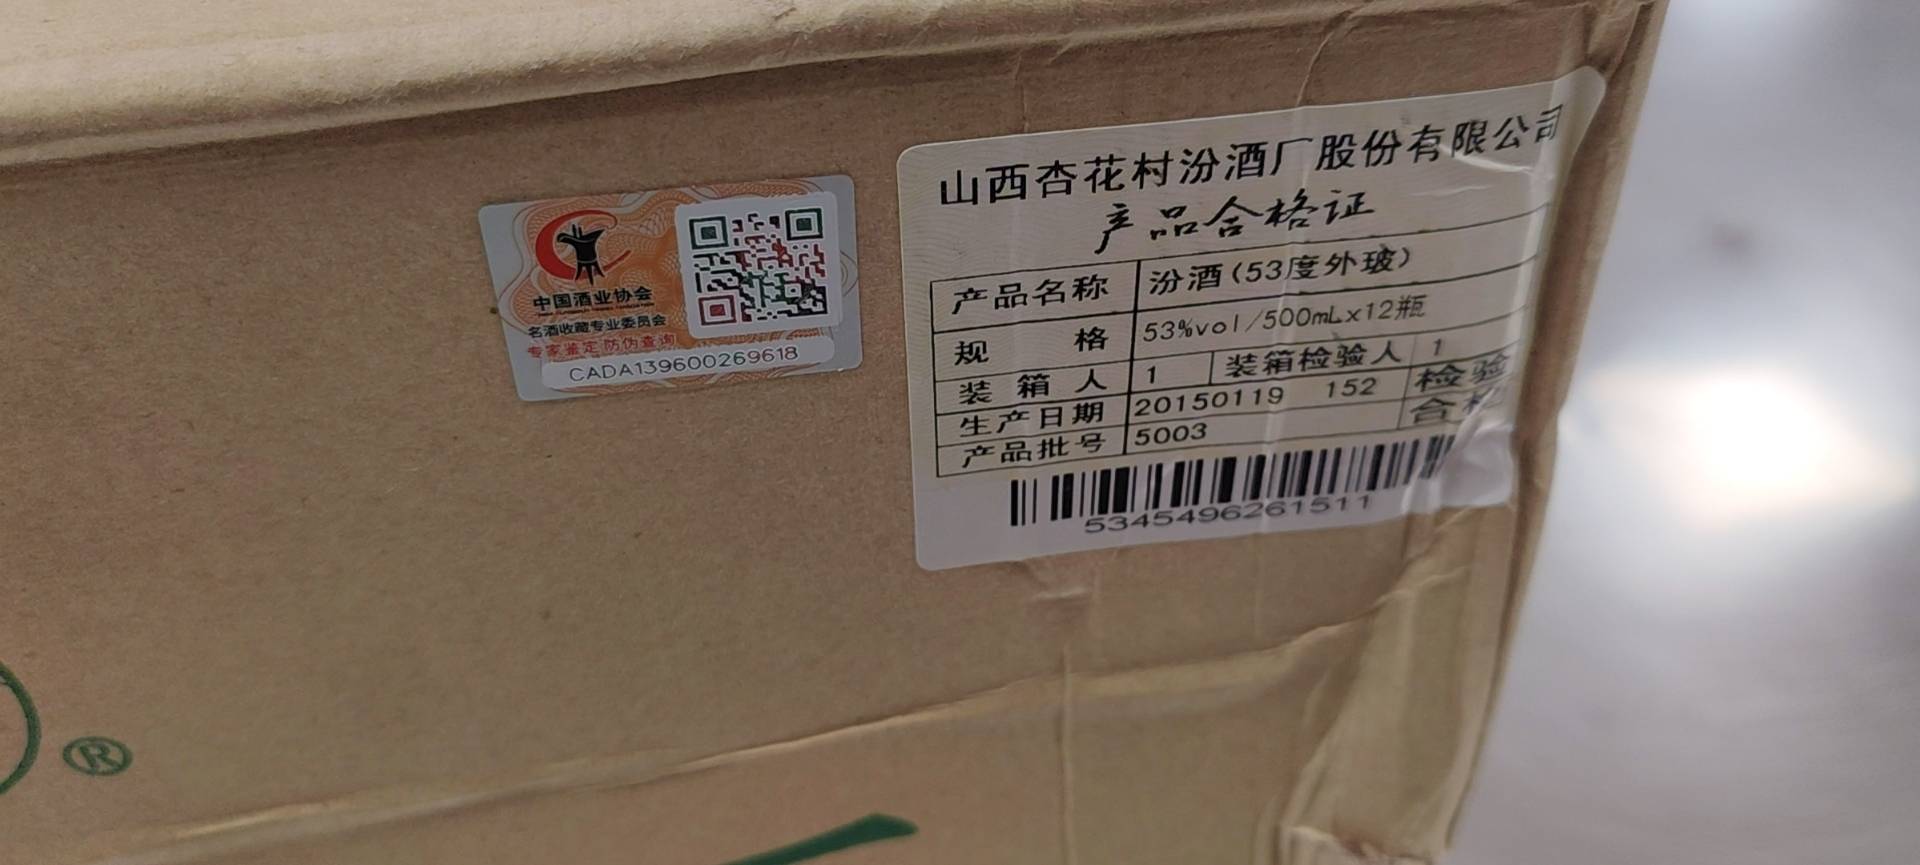 中国酒业协会
名酒收藏专业委员会
专家鉴定 防伪查询
CADA139600269618
山西杏花村汾酒厂股份有限公司
产品合格证
产品名称 汾酒(53度外玻)
规 格 53%vol/500mL×12瓶
装箱人 1 装箱检验人 1
生产日期 20150119 152 检验
产品批号 5003 合格
5345496261511
®